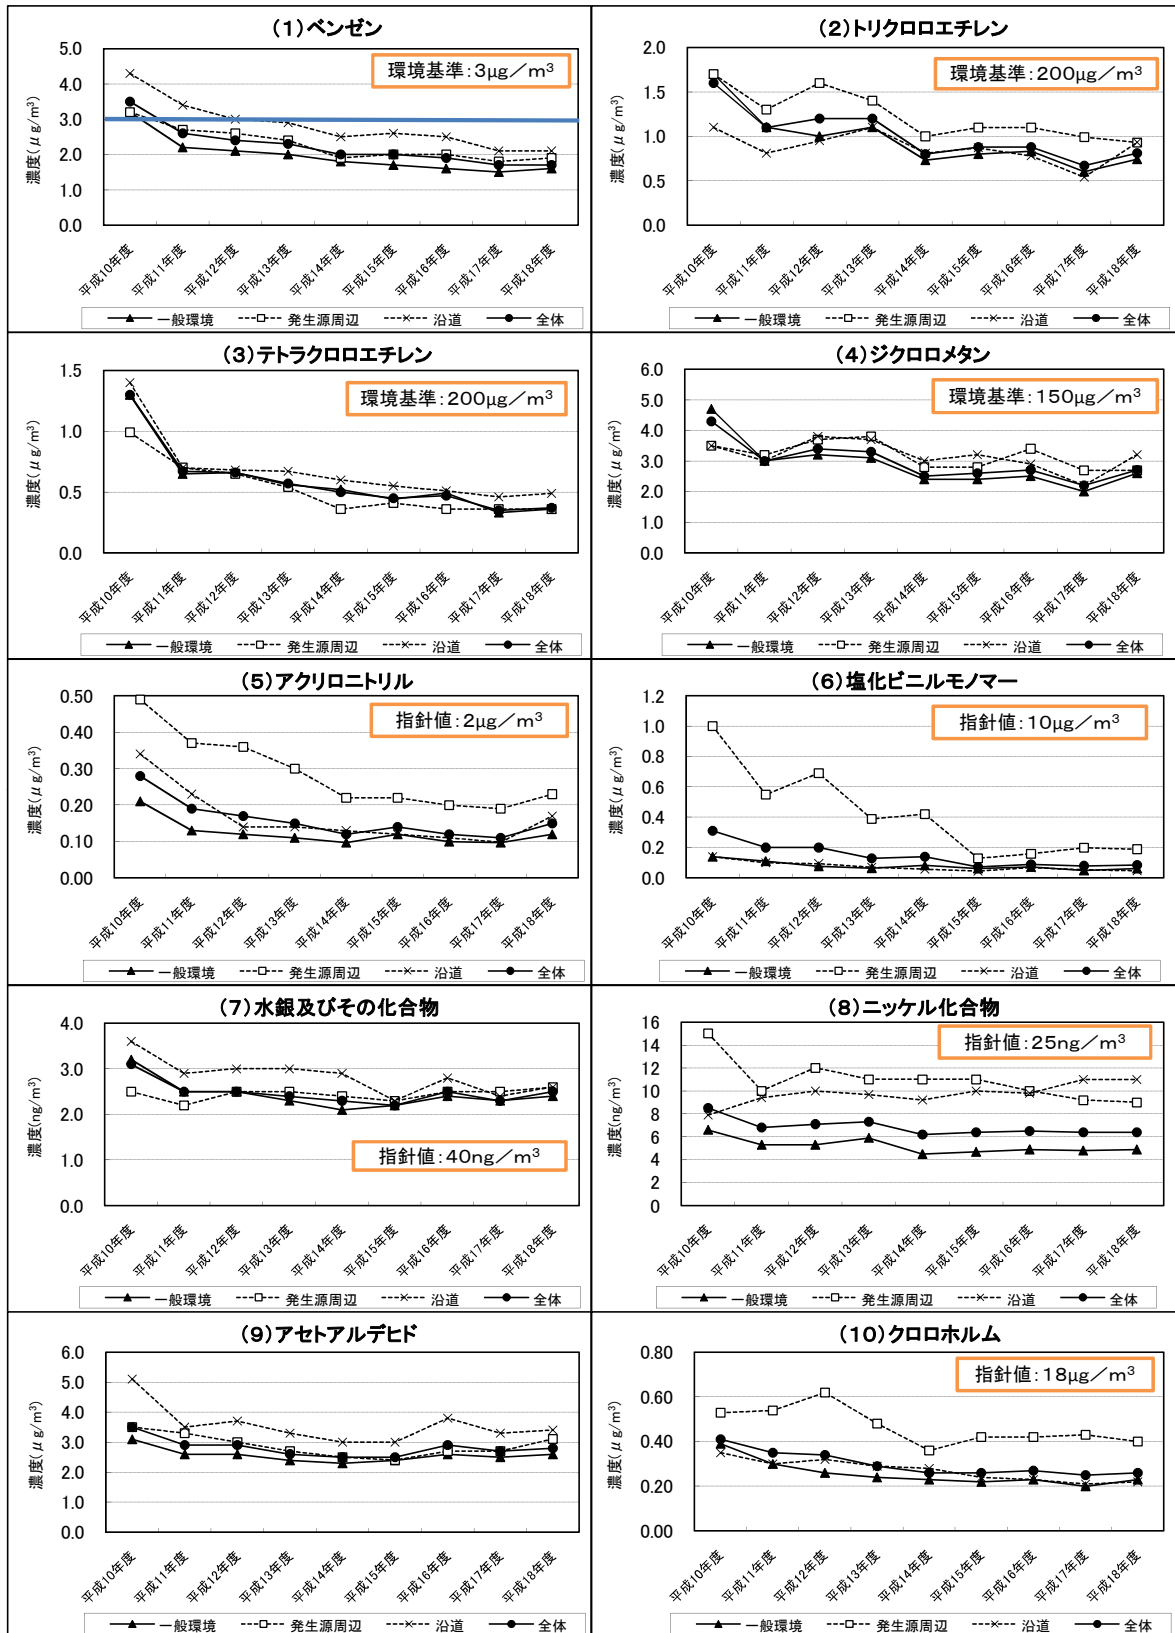 (1)ベンゼン
環境基準:3μg/m³
濃度(μg/m³)
5.0
4.0
3.0
2.0
1.0
0.0
平成10年度
平成11年度
平成12年度
平成13年度
平成14年度
平成15年度
平成16年度
平成17年度
平成18年度
一般環境 発生源周辺 沿道 全体
(2)トリクロロエチレン
環境基準:200μg/m³
濃度(μg/m³)
2.0
1.5
1.0
0.5
0.0
平成10年度
平成11年度
平成12年度
平成13年度
平成14年度
平成15年度
平成16年度
平成17年度
平成18年度
一般環境 発生源周辺 沿道 全体
(3)テトラクロロエチレン
環境基準:200μg/m³
濃度(μg/m³)
1.5
1.0
0.5
0.0
平成10年度
平成11年度
平成12年度
平成13年度
平成14年度
平成15年度
平成16年度
平成17年度
平成18年度
一般環境 発生源周辺 沿道 全体
(4)ジクロロメタン
環境基準:150μg/m³
濃度(μg/m³)
6.0
5.0
4.0
3.0
2.0
1.0
0.0
平成10年度
平成11年度
平成12年度
平成13年度
平成14年度
平成15年度
平成16年度
平成17年度
平成18年度
一般環境 発生源周辺 沿道 全体
(5)アクリロニトリル
指針値:2μg/m³
濃度(μg/m³)
0.50
0.40
0.30
0.20
0.10
0.00
平成10年度
平成11年度
平成12年度
平成13年度
平成14年度
平成15年度
平成16年度
平成17年度
平成18年度
一般環境 発生源周辺 沿道 全体
(6)塩化ビニルモノマー
指針値:10μg/m³
濃度(μg/m³)
1.2
1.0
0.8
0.6
0.4
0.2
0.0
平成10年度
平成11年度
平成12年度
平成13年度
平成14年度
平成15年度
平成16年度
平成17年度
平成18年度
一般環境 発生源周辺 沿道 全体
(7)水銀及びその化合物
指針値:40ng/m³
濃度(ng/m³)
4.0
3.0
2.0
1.0
0.0
平成10年度
平成11年度
平成12年度
平成13年度
平成14年度
平成15年度
平成16年度
平成17年度
平成18年度
一般環境 発生源周辺 沿道 全体
(8)ニッケル化合物
指針値:25ng/m³
濃度(ng/m³)
16
14
12
10
8
6
4
2
0
平成10年度
平成11年度
平成12年度
平成13年度
平成14年度
平成15年度
平成16年度
平成17年度
平成18年度
一般環境 発生源周辺 沿道 全体
(9)アセトアルデヒド
濃度(μg/m³)
6.0
5.0
4.0
3.0
2.0
1.0
0.0
平成10年度
平成11年度
平成12年度
平成13年度
平成14年度
平成15年度
平成16年度
平成17年度
平成18年度
一般環境 発生源周辺 沿道 全体
(10)クロロホルム
指針値:18μg/m³
濃度(μg/m³)
0.80
0.60
0.40
0.20
0.00
平成10年度
平成11年度
平成12年度
平成13年度
平成14年度
平成15年度
平成16年度
平成17年度
平成18年度
一般環境 発生源周辺 沿道 全体